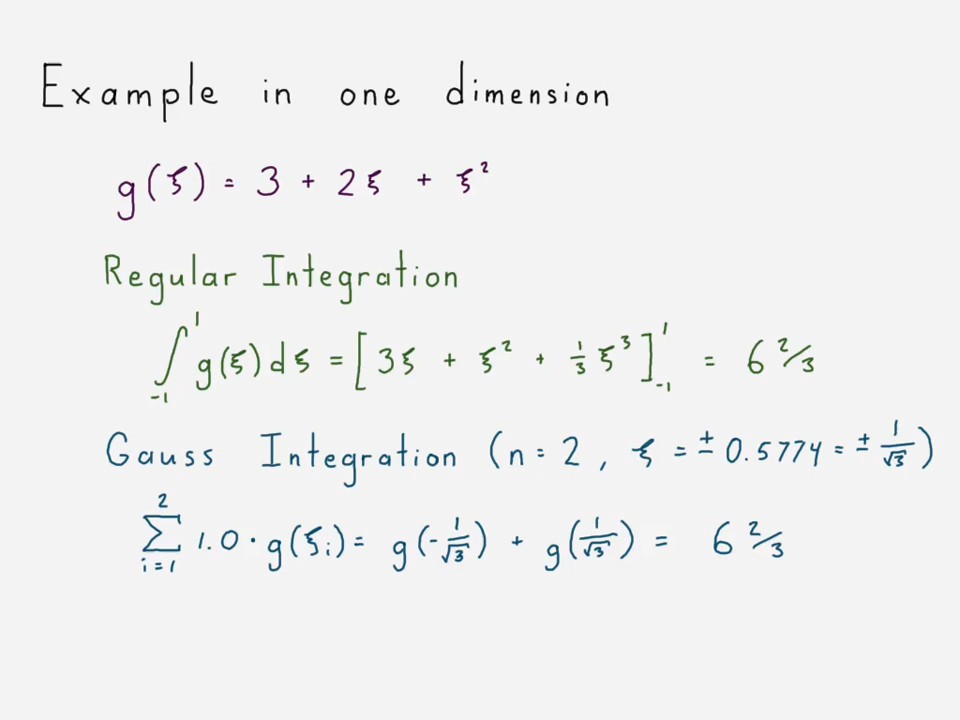 Example in one dimension
g(ξ) = 3 + 2ξ + ξ²
Regular Integration
∫₋₁¹ g(ξ)dξ = [3ξ + ξ² + ⅓ξ³]₋₁¹ = 6 2/3
Gauss Integration (n = 2, ξ = ± 0.5774 = ± 1/√3)
∑ᵢ₌₁² 1.0 · g(ξᵢ) = g(-1/√3) + g(1/√3) = 6 2/3